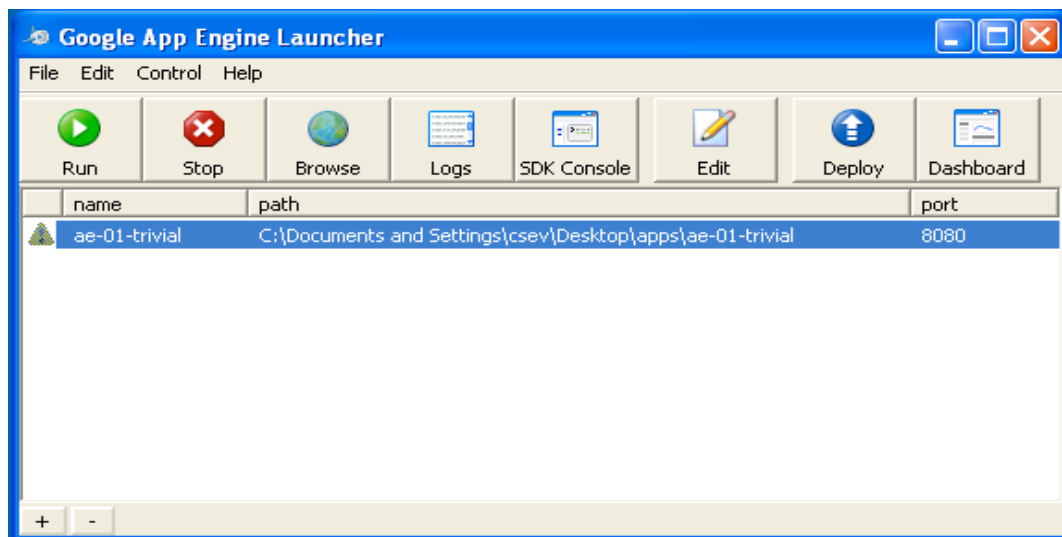 Google App Engine Launcher
File Edit Control Help
Run Stop Browse Logs SDK Console Edit Deploy Dashboard
name path port
ae-01-trivial C:\Documents and Settings\csev\Desktop\apps\ae-01-trivial 8080
+ -